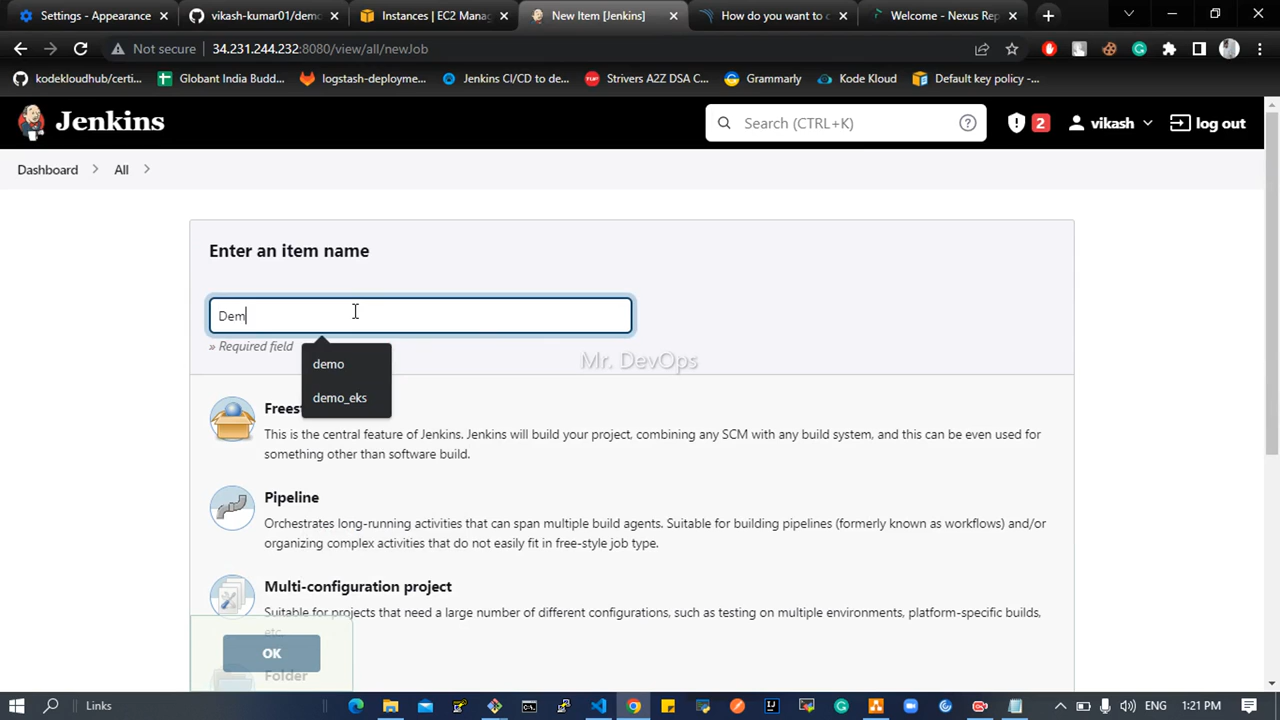 Settings - Appearance
vikash-kumar01/demo
Instances | EC2 Mana
New Item [Jenkins]
How do you want to c
Welcome - Nexus Rep
Not secure
34.231.244.232:8080/view/all/newJob
kodekloudhub/certi...
Globant India Budd...
logstash-deployme...
Jenkins CI/CD to de...
Strivers AZZ DSA C...
Grammarly
Kode Kloud
Default key policy -...
Jenkins
Search (CTRL+K)
2
vikash
log out
Dashboard
All
Enter an item name
Dem
» Required field
demo
demo_eks
Mr. DevOps
Frees
This is the central feature of Jenkins. Jenkins will build your project, combining any SCM with any build system, and this can be even used for
something other than software build.
Pipeline
Orchestrates long-running activities that can span multiple build agents. Suitable for building pipelines (formerly known as workflows) and/or
organizing complex activities that do not easily fit in free-style job type.
Multi-configuration project
Suitable for projects that need a large number of different configurations, such as testing on multiple environments, platform-specific builds,
etc.
OK
Folder
Links
ENG
1:21 PM